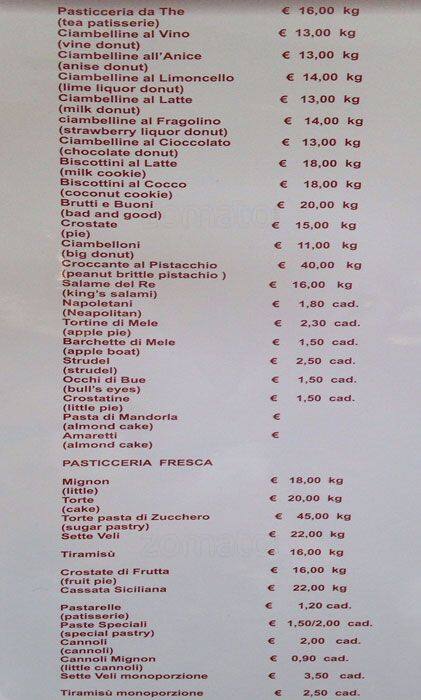 Pasticceria da The € 16,00 kg
(tea patisserie)
Ciambelline al Vino € 13,00 kg
(vine donut)
Ciambelline all'Anice € 13,00 kg
(anise donut)
Ciambelline al Limoncello € 14,00 kg
(lime liquor donut)
Ciambelline al Latte € 13,00 kg
(milk donut)
ciambelline al Fragolino € 14,00 kg
(strawberry liquor donut)
Ciambelline al Cioccolato € 13,00 kg
(chocolate donut)
Biscottini al Latte € 18,00 kg
(milk cookie)
Biscottini al Cocco € 18,00 kg
(coconut cookie)
Brutti e Buoni € 20,00 kg
(bad and good)
Crostate € 15,00 kg
(pie)
Ciambelloni € 11,00 kg
(big donut)
Croccante al Pistacchio € 40,00 kg
(peanut brittle pistachio )
Salame del Re € 16,00 kg
(king's salami)
Napoletani € 1,80 cad.
(Neapolitan)
Tortine di Mele € 2,30 cad.
(apple pie)
Barchette di Mele € 1,50 cad.
(apple boat)
Strudel € 2,50 cad.
(strudel)
Occhi di Bue € 1,50 cad.
(bull's eyes)
Crostatine € 1,50 cad.
(little pie)
Pasta di Mandorla €
(almond cake)
Amaretti €
(almond cake)
PASTICCERIA FRESCA
Mignon € 18,00 kg
(little)
Torte € 20,00 kg
(cake)
Torte pasta di Zucchero € 45,00 kg
(sugar pastry)
Sette Veli € 22,00 kg
zomato
Tiramisù € 16,00 kg
Crostate di Frutta € 16,00 kg
(fruit pie)
Cassata Siciliana € 22,00 kg
Pastarelle € 1,20 cad.
(patisserie)
Paste Speciali € 1,50/2,00 cad.
(special pastry)
Cannoli € 2,00 cad.
(cannoli)
Cannoli Mignon € 0,90 cad.
(little cannoli)
Sette Veli monoporzione € 3,50 cad.
Tiramisù monoporzione € 2,50 cad.